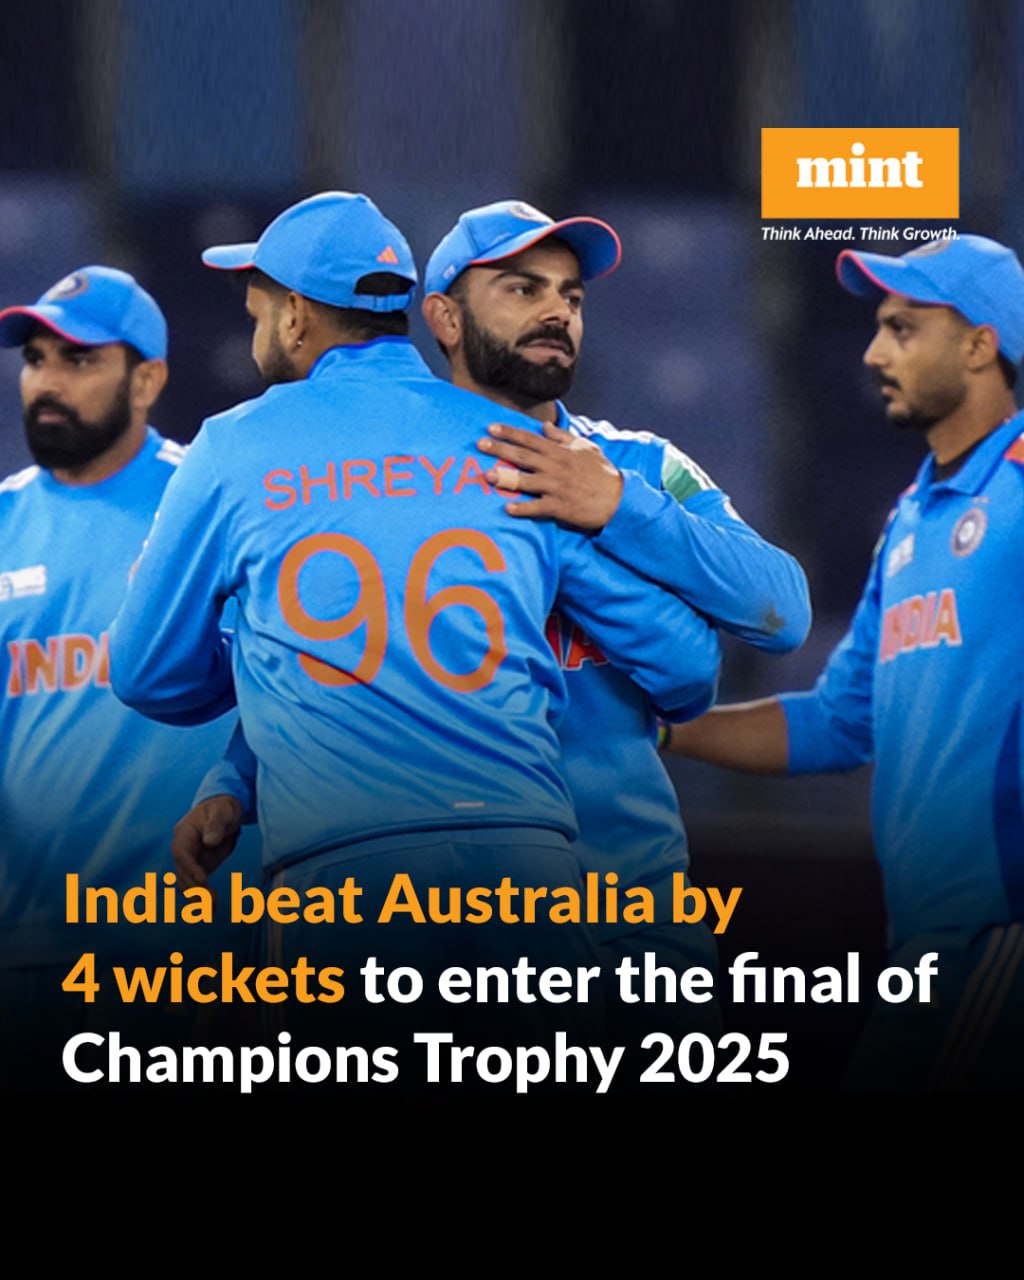 mint
Think Ahead. Think Growth.
SHREYAS
96
INDIA
India beat Australia by
4 wickets to enter the final of
Champions Trophy 2025